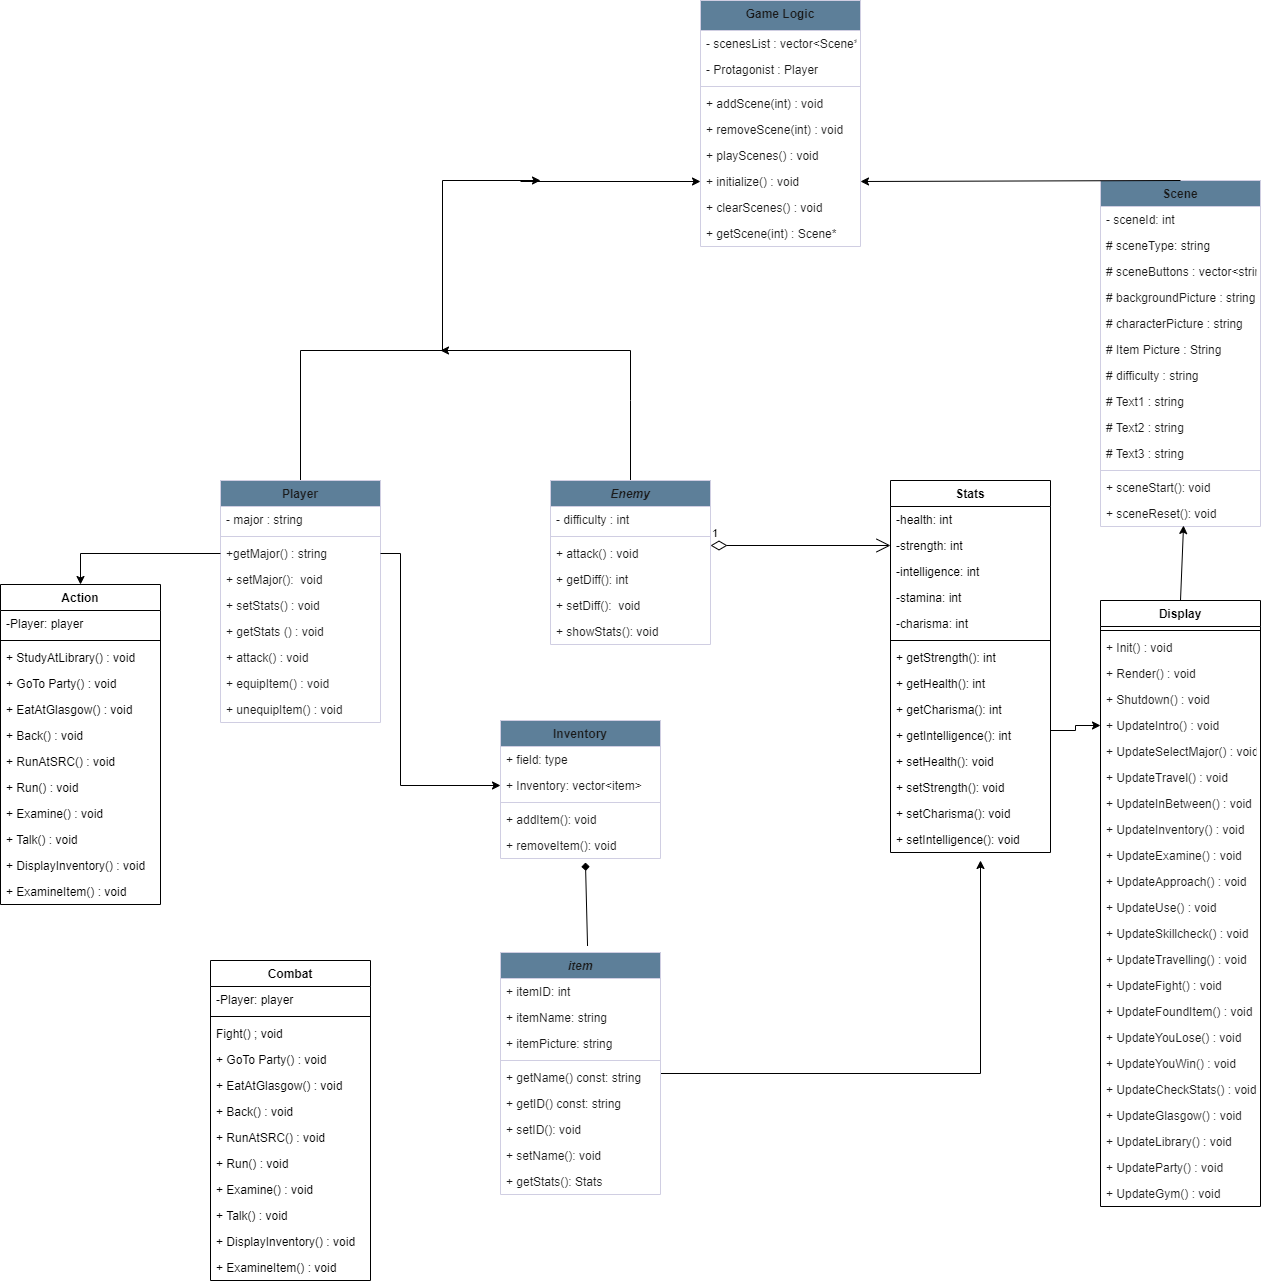 Game Logic
- scenesList : vector<Scene*
- Protagonist : Player
+ addScene(int) : void
+ removeScene(int) : void
+ playScenes() : void
+ initialize() : void
+ clearScenes() : void
+ getScene(int) : Scene*
Scene
- sceneId: int
# sceneType: string
# sceneButtons : vector<strin
# backgroundPicture : string
# characterPicture : string
# Item Picture : String
# difficulty : string
# Text1 : string
# Text2 : string
# Text3 : string
+ sceneStart(): void
+ sceneReset(): void
Player
- major : string
+getMajor() : string
+ setMajor():  void
+ setStats() : void
+ getStats () : void
+ attack() : void
+ equipItem() : void
+ unequipItem() : void
Enemy
- difficulty : int
+ attack() : void
+ getDiff(): int
+ setDiff():  void
+ showStats(): void
1
Stats
-health: int
-strength: int
-intelligence: int
-stamina: int
-charisma: int
+ getStrength(): int
+ getHealth(): int
+ getCharisma(): int
+ getIntelligence(): int
+ setHealth(): void
+ setStrength(): void
+ setCharisma(): void
+ setIntelligence(): void
Action
-Player: player
+ StudyAtLibrary() : void
+ GoTo Party() : void
+ EatAtGlasgow() : void
+ Back() : void
+ RunAtSRC() : void
+ Run() : void
+ Examine() : void
+ Talk() : void
+ DisplayInventory() : void
+ ExamineItem() : void
Display
+ Init() : void
+ Render() : void
+ Shutdown() : void
+ UpdateIntro() : void
+ UpdateSelectMajor() : void
+ UpdateTravel() : void
+ UpdateInBetween() : void
+ UpdateInventory() : void
+ UpdateExamine() : void
+ UpdateApproach() : void
+ UpdateUse() : void
+ UpdateSkillcheck() : void
+ UpdateTravelling() : void
+ UpdateFight() : void
+ UpdateFoundItem() : void
+ UpdateYouLose() : void
+ UpdateYouWin() : void
+ UpdateCheckStats() : void
+ UpdateGlasgow() : void
+ UpdateLibrary() : void
+ UpdateParty() : void
+ UpdateGym() : void
Inventory
+ field: type
+ Inventory: vector<item>
+ addItem(): void
+ removeItem(): void
item
+ itemID: int
+ itemName: string
+ itemPicture: string
+ getName() const: string
+ getID() const: string
+ setID(): void
+ setName(): void
+ getStats(): Stats
Combat
-Player: player
Fight() ; void
+ GoTo Party() : void
+ EatAtGlasgow() : void
+ Back() : void
+ RunAtSRC() : void
+ Run() : void
+ Examine() : void
+ Talk() : void
+ DisplayInventory() : void
+ ExamineItem() : void